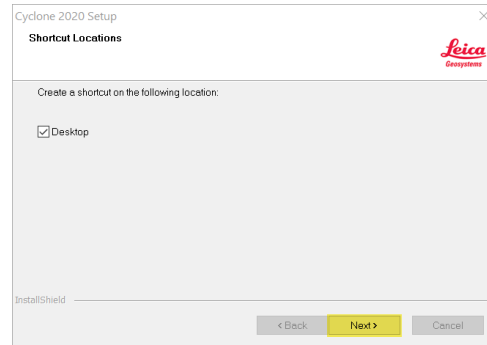 Cyclone 2020 Setup
Shortcut Locations
Leica
Geosystems
Create a shortcut on the following location:
Desktop
InstallShield
< Back
Next >
Cancel